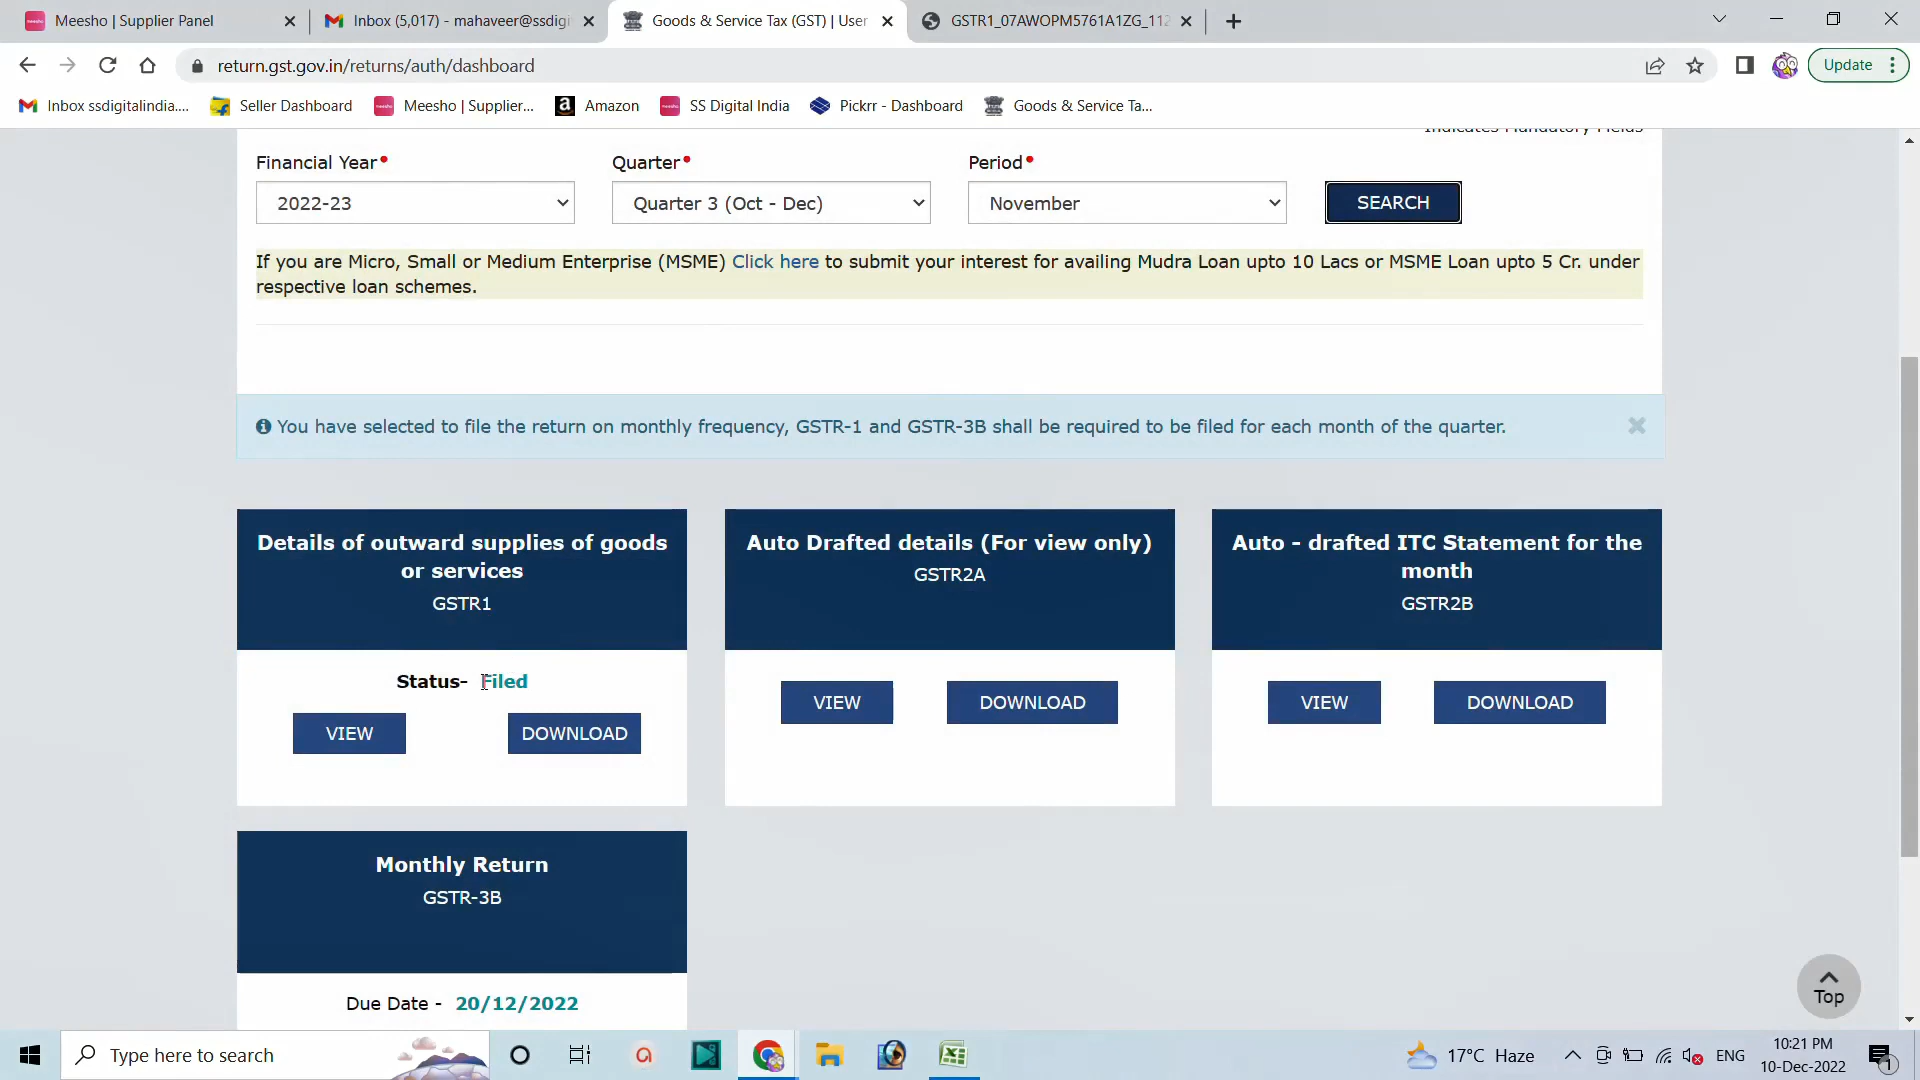 Meesho | Supplier Panel
Inbox (5,017) - mahaveer@ssdigi
Goods & Service Tax (GST) | User
GSTR1_07AWOPM5761A1ZG_112
return.gst.gov.in/returns/auth/dashboard
Update
Inbox ssdigitalindia....
Seller Dashboard
Meesho | Supplier...
Amazon
SS Digital India
Pickrr - Dashboard
Goods & Service Ta...
Indicates Mandatory Fields
Financial Year•
Quarter•
Period•
2022-23
Quarter 3 (Oct - Dec)
November
SEARCH
If you are Micro, Small or Medium Enterprise (MSME) Click here to submit your interest for availing Mudra Loan upto 10 Lacs or MSME Loan upto 5 Cr. under
respective loan schemes.
You have selected to file the return on monthly frequency, GSTR-1 and GSTR-3B shall be required to be filed for each month of the quarter.
Details of outward supplies of goods
or services
GSTR1
Status- Filed
VIEW
DOWNLOAD
Auto Drafted details (For view only)
GSTR2A
VIEW
DOWNLOAD
Auto - drafted ITC Statement for the
month
GSTR2B
VIEW
DOWNLOAD
Monthly Return
GSTR-3B
Due Date - 20/12/2022
Top
Type here to search
17°C Haze
ENG
10:21 PM
10-Dec-2022
1